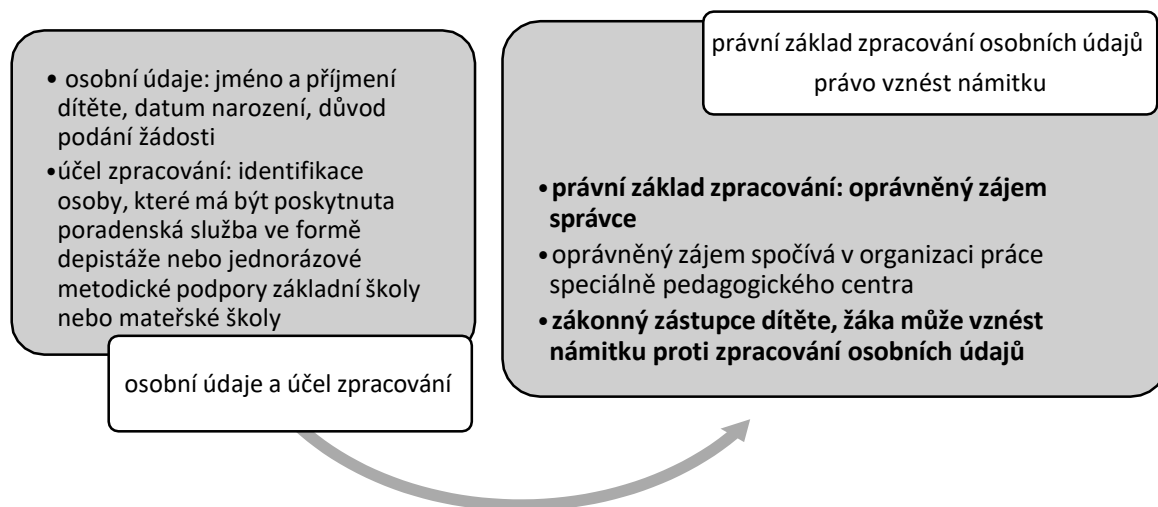 • osobní údaje: jméno a příjmení
dítěte, datum narození, důvod
podání žádosti
•účel zpracování: identifikace
osoby, které má být poskytnuta
poradenská služba ve formě
depistáže nebo jednorázové
metodické podpory základní školy
nebo mateřské školy
osobní údaje a účel zpracování
právní základ zpracování osobních údajů
právo vznést námitku
•právní základ zpracování: oprávněný zájem
správce
•oprávněný zájem spočívá v organizaci práce
speciálně pedagogického centra
•zákonný zástupce dítěte, žáka může vznést
námitku proti zpracování osobních údajů